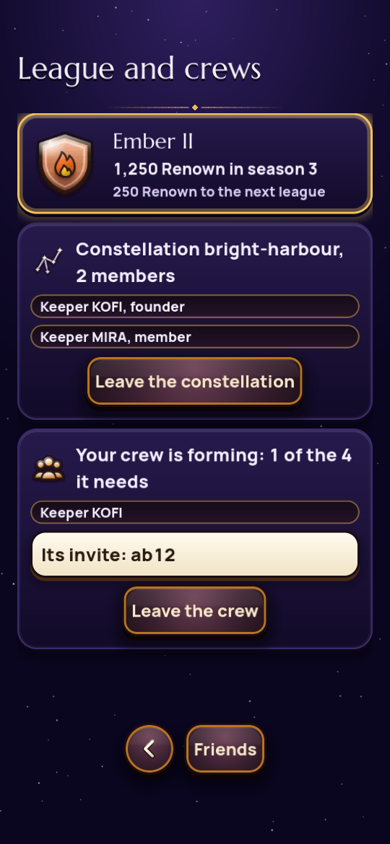 League and crews
Ember II
1,250 Renown in season 3
250 Renown to the next league
Constellation bright-harbour,
2 members
Keeper KOFI, founder
Keeper MIRA, member
Leave the constellation
Your crew is forming: 1 of the 4
it needs
Keeper KOFI
Its invite: ab12
Leave the crew
Friends